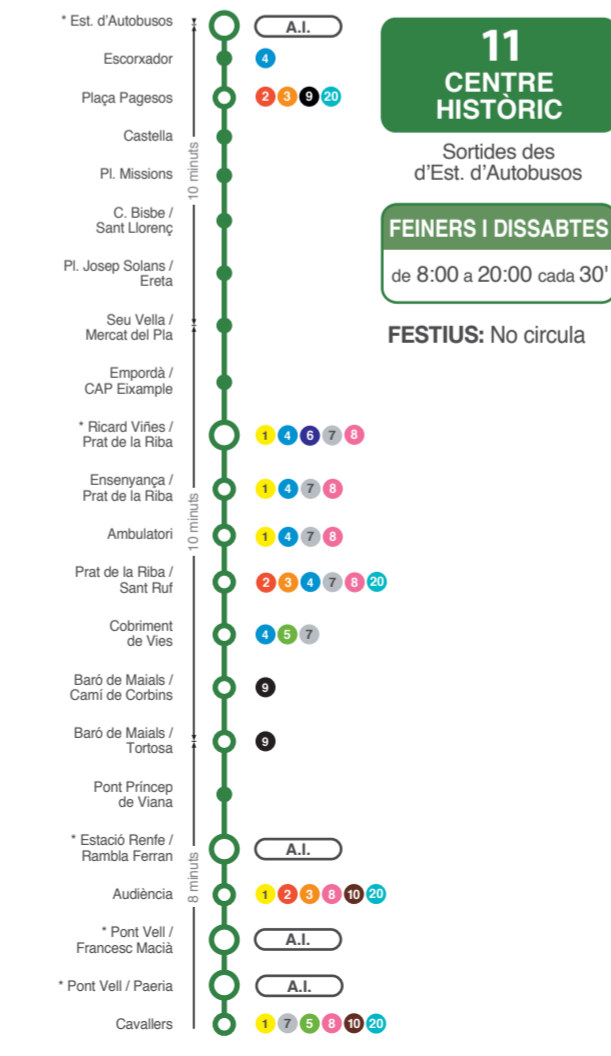 * Est. d'Autobusos
A.I.
Escorxador
4
Plaça Pagesos
2 3 9 20
Castella
Pl. Missions
C. Bisbe /
Sant Llorenç
Pl. Josep Solans /
Ereta
Seu Vella /
Mercat del Pla
10 minuts
Empordà /
CAP Eixample
* Ricard Viñes /
Prat de la Riba
1 4 6 7 8
Ensenyança /
Prat de la Riba
1 4 7 8
Ambulatori
1 4 7 8
Prat de la Riba /
Sant Ruf
2 3 4 7 8 20
Cobriment
de Vies
4 5 7
Baró de Maials /
Camí de Corbins
9
Baró de Maials /
Tortosa
9
10 minuts
Pont Príncep
de Viana
* Estació Renfe /
Rambla Ferran
A.I.
Audiència
1 2 3 8 10 20
* Pont Vell /
Francesc Macià
A.I.
* Pont Vell / Paeria
A.I.
Cavallers
1 7 5 8 10 20
8 minuts
11
CENTRE
HISTÒRIC
Sortides des
d'Est. d'Autobusos
FEINERS I DISSABTES
de 8:00 a 20:00 cada 30'
FESTIUS: No circula